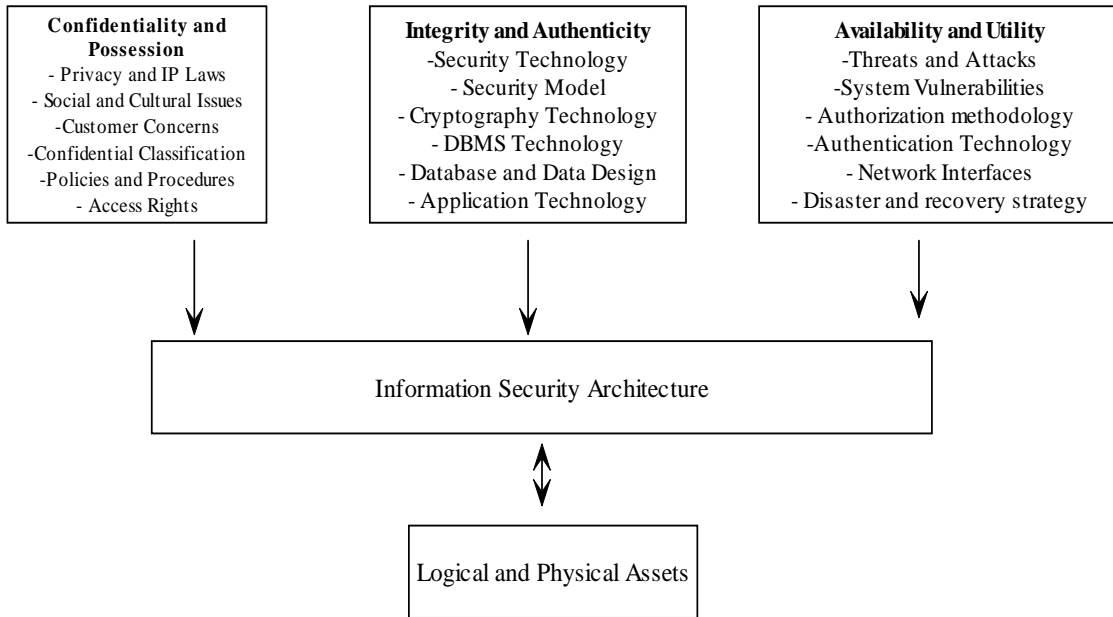 Confidentiality and
Possession
- Privacy and IP Laws
- Social and Cultural Issues
-Customer Concerns
-Confidential Classification
-Policies and Procedures
- Access Rights
Integrity and Authenticity
-Security Technology
- Security Model
- Cryptography Technology
- DBMS Technology
- Database and Data Design
- Application Technology
Availability and Utility
-Threats and Attacks
-System Vulnerabilities
- Authorization methodology
-Authentication Technology
- Network Interfaces
- Disaster and recovery strategy
Information Security Architecture
Logical and Physical Assets